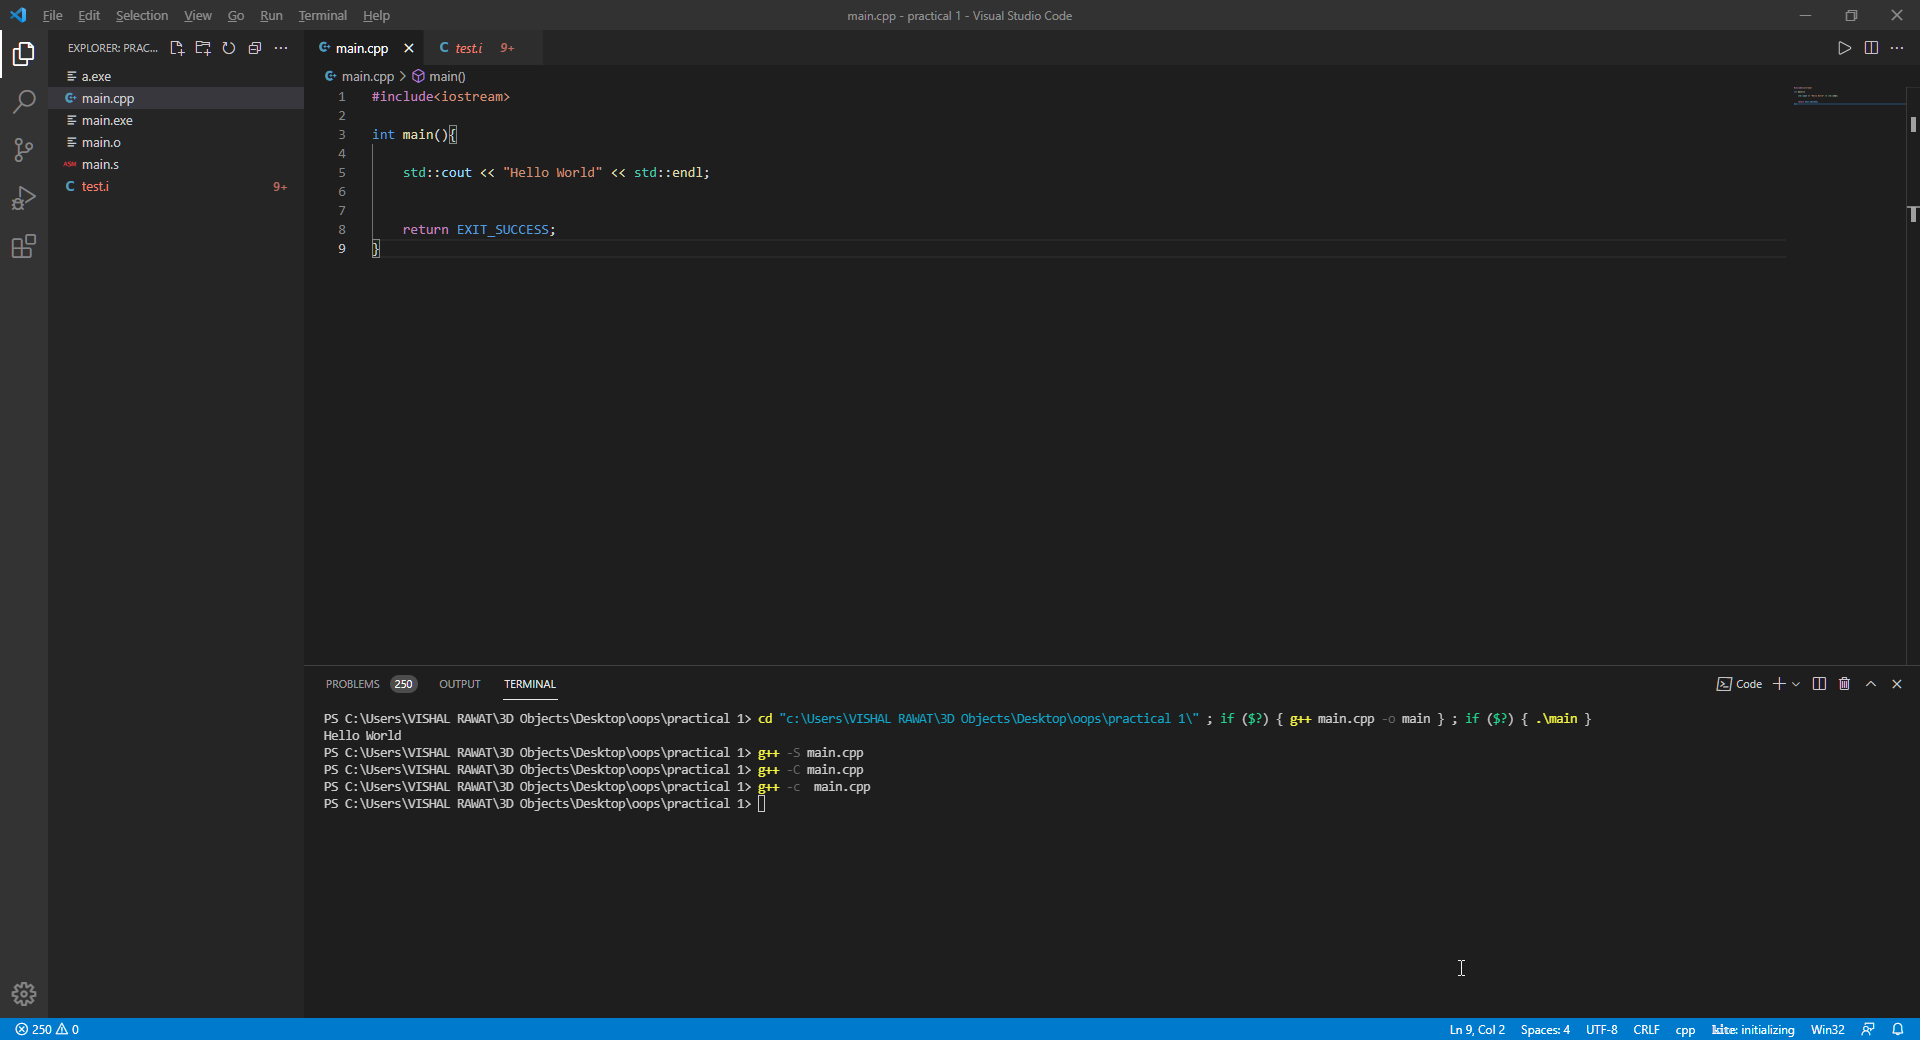 File Edit Selection View Go Run Terminal Help
main.cpp - practical 1 - Visual Studio Code
EXPLORER: PRAC...
a.exe
main.cpp
main.exe
main.o
ASM main.s
C test.i 9+
main.cpp
C test.i 9+
main.cpp > main()
1 #include<iostream>
2
3 int main(){
4
5 std::cout << "Hello World" << std::endl;
6
7
8 return EXIT_SUCCESS;
9 }
PROBLEMS 250 OUTPUT TERMINAL
Code
PS C:\Users\VISHAL RAWAT\3D Objects\Desktop\oops\practical 1> cd "c:\Users\VISHAL RAWAT\3D Objects\Desktop\oops\practical 1\" ; if ($?) { g++ main.cpp -o main } ; if ($?) { .\main }
Hello World
PS C:\Users\VISHAL RAWAT\3D Objects\Desktop\oops\practical 1> g++ -S main.cpp
PS C:\Users\VISHAL RAWAT\3D Objects\Desktop\oops\practical 1> g++ -C main.cpp
PS C:\Users\VISHAL RAWAT\3D Objects\Desktop\oops\practical 1> g++ -c  main.cpp
PS C:\Users\VISHAL RAWAT\3D Objects\Desktop\oops\practical 1>
250 0
Ln 9, Col 2 Spaces: 4 UTF-8 CRLF cpp kite: initializing Win32